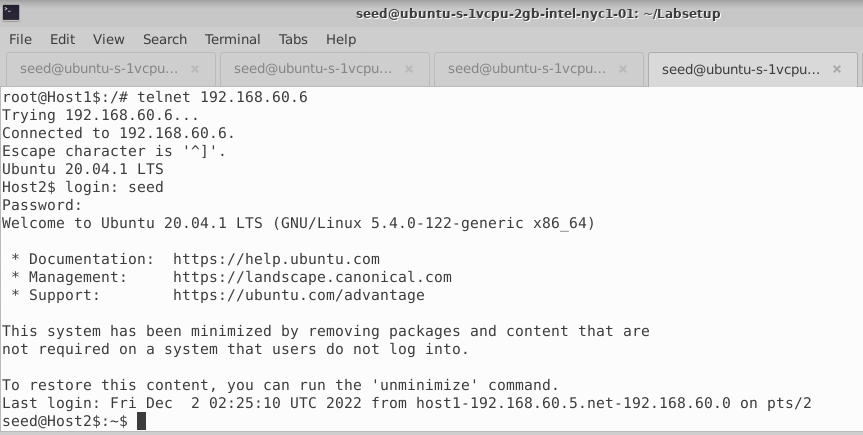 seed@ubuntu-s-1vcpu-2gb-intel-nyc1-01: ~/Labsetup
File Edit View Search Terminal Tabs Help
seed@ubuntu-s-1vcpu... × seed@ubuntu-s-1vcpu... × seed@ubuntu-s-1vcpu... × seed@ubuntu-s-1vcpu... ×
root@Host1$:/# telnet 192.168.60.6
Trying 192.168.60.6...
Connected to 192.168.60.6.
Escape character is '^]'.
Ubuntu 20.04.1 LTS
Host2$ login: seed
Password:
Welcome to Ubuntu 20.04.1 LTS (GNU/Linux 5.4.0-122-generic x86_64)
* Documentation:  https://help.ubuntu.com
* Management:     https://landscape.canonical.com
* Support:        https://ubuntu.com/advantage
This system has been minimized by removing packages and content that are
not required on a system that users do not log into.
To restore this content, you can run the 'unminimize' command.
Last login: Fri Dec  2 02:25:10 UTC 2022 from host1-192.168.60.5.net-192.168.60.0 on pts/2
seed@Host2$:~$